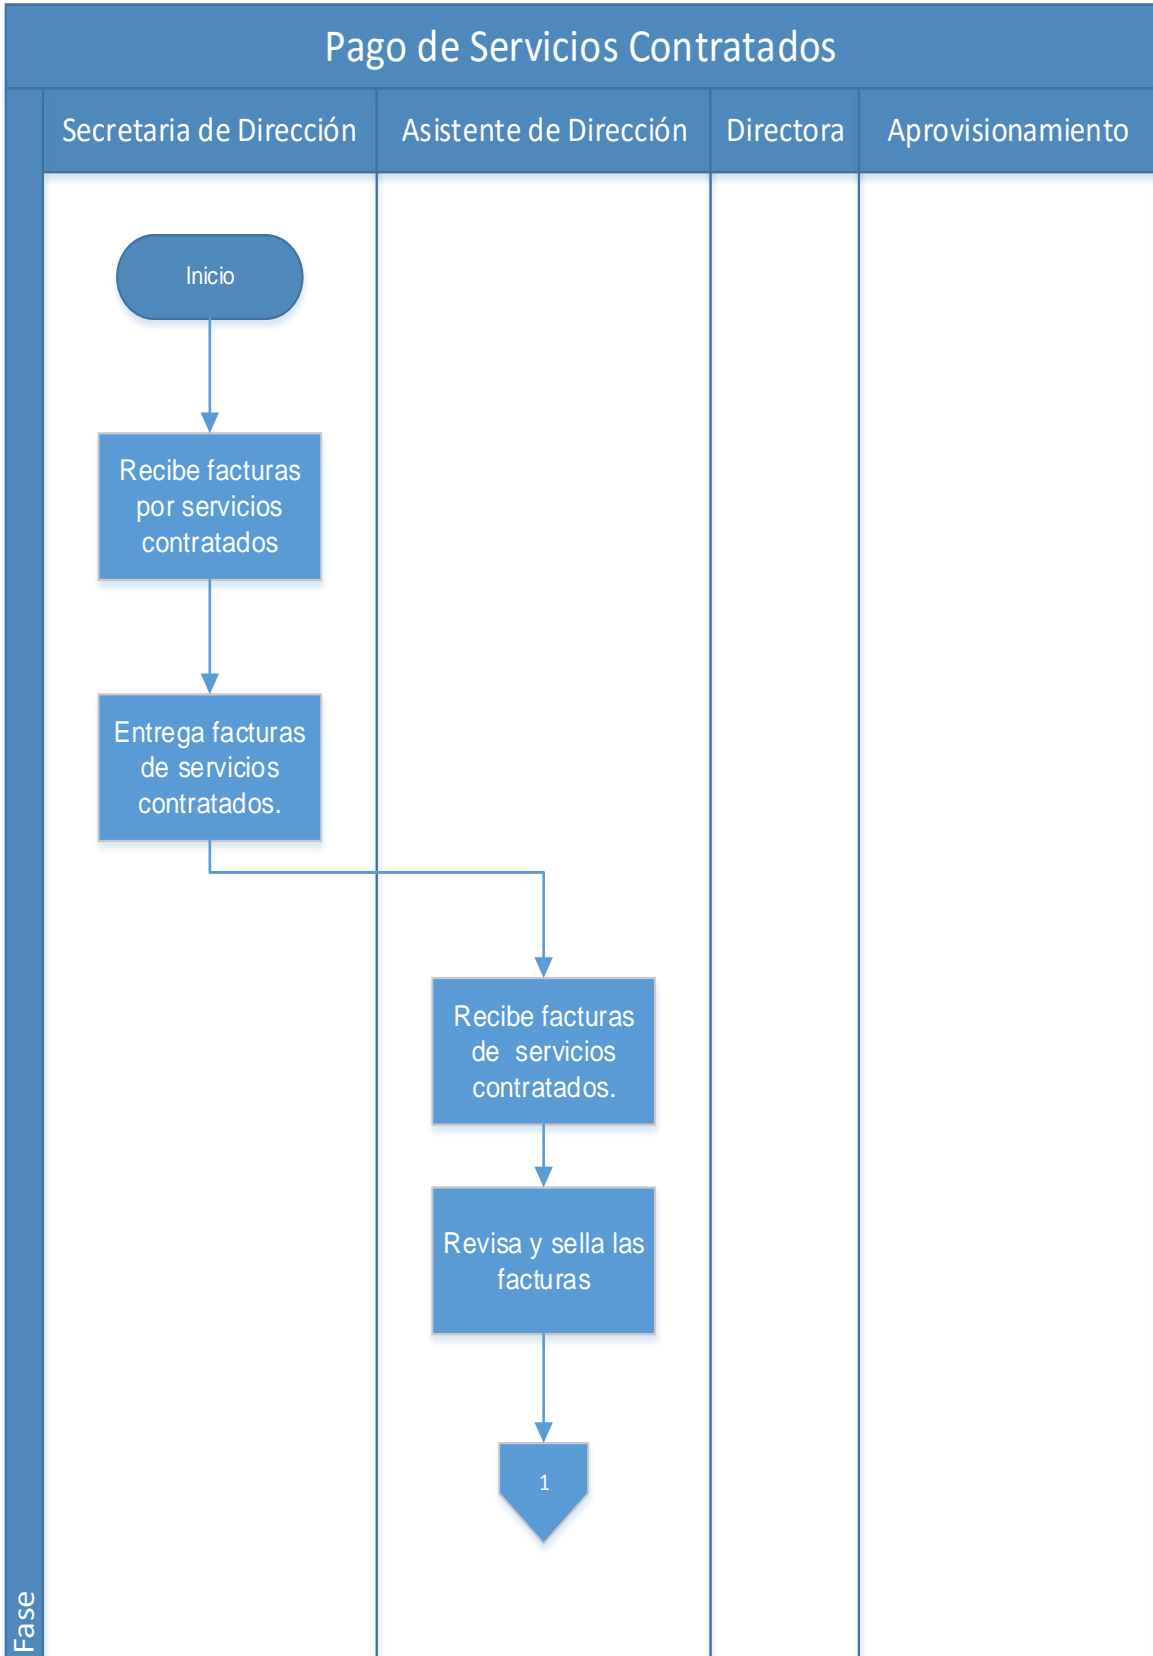 Pago de Servicios Contratados
Secretaria de Dirección
Asistente de Dirección
Directora
Aprovisionamiento
Inicio
Recibe facturas
por servicios
contratados
Entrega facturas
de servicios
contratados.
Recibe facturas
de servicios
contratados.
Revisa y sella las
facturas
1
Fase